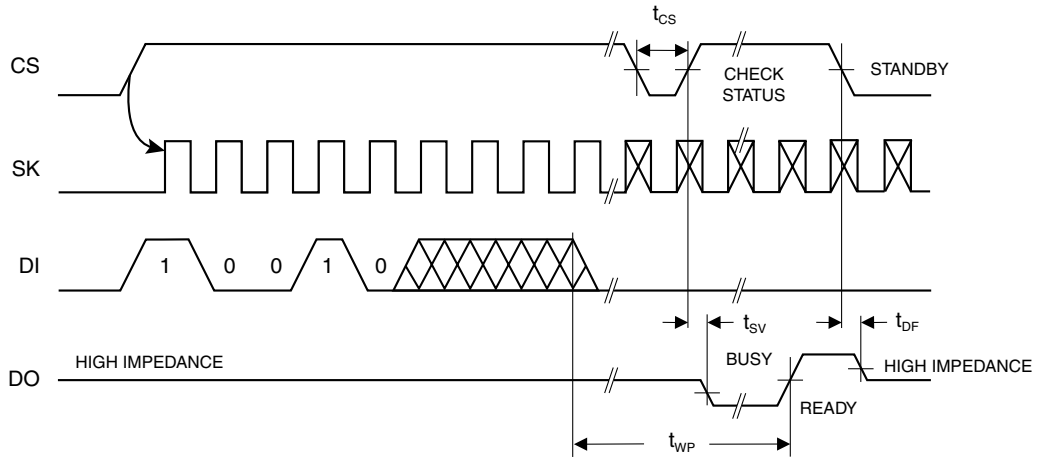 tCS
CS
CHECK
STATUS
STANDBY
SK
DI
1 0 0 1 0
tSV
tDF
HIGH IMPEDANCE
BUSY
HIGH IMPEDANCE
DO
READY
tWP